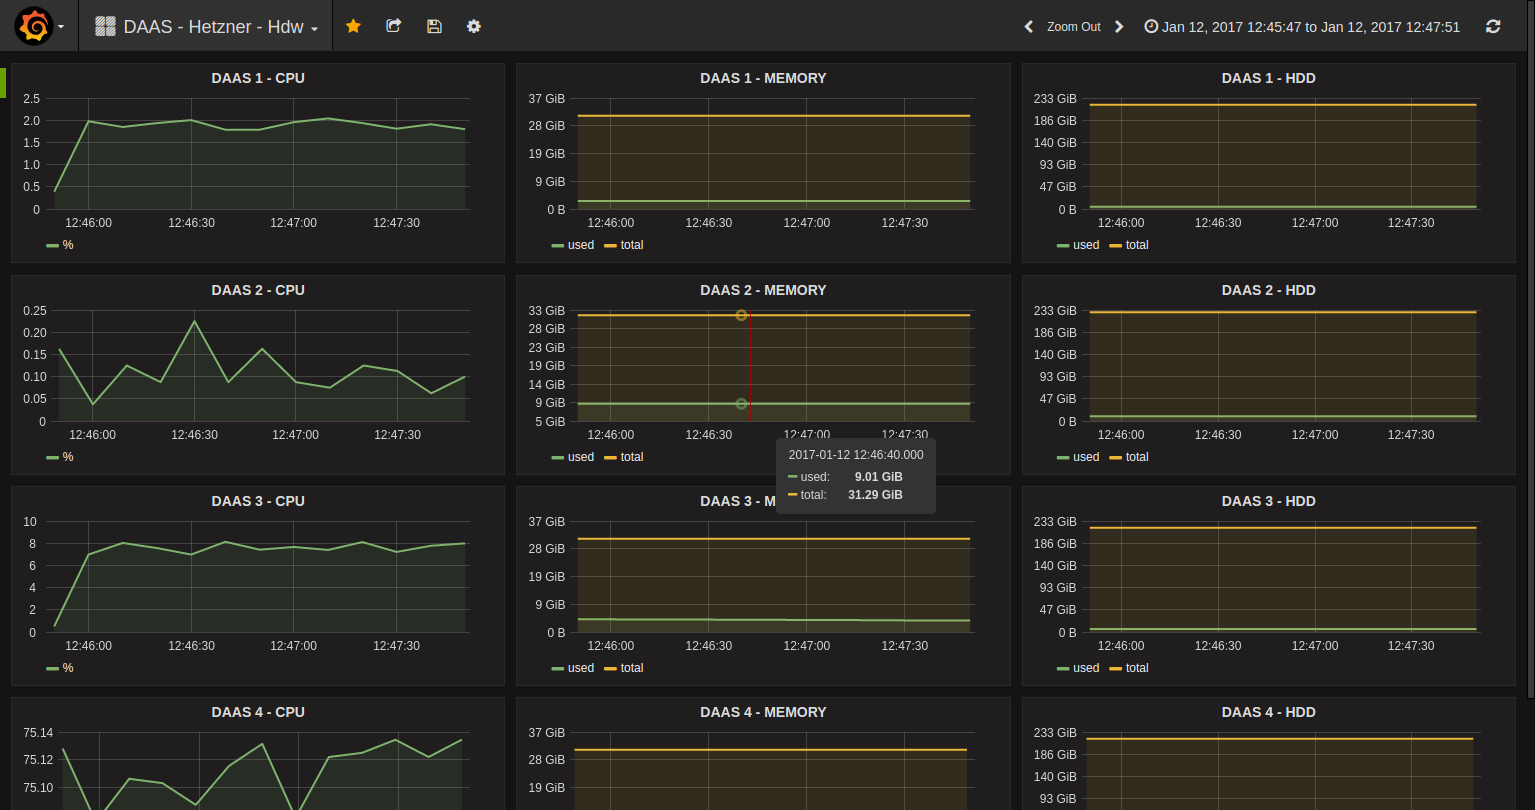 DAAS - Hetzner - Hdw
Zoom Out
Jan 12, 2017 12:45:47 to Jan 12, 2017 12:47:51
DAAS 1 - CPU
2.5
2.0
1.5
1.0
0.5
0
12:46:00 12:46:30 12:47:00 12:47:30
%
DAAS 1 - MEMORY
37 GiB
28 GiB
19 GiB
9 GiB
0 B
12:46:00 12:46:30 12:47:00 12:47:30
used total
DAAS 1 - HDD
233 GiB
186 GiB
140 GiB
93 GiB
47 GiB
0 B
12:46:00 12:46:30 12:47:00 12:47:30
used total
DAAS 2 - CPU
0.25
0.20
0.15
0.10
0.05
0
12:46:00 12:46:30 12:47:00 12:47:30
%
DAAS 2 - MEMORY
33 GiB
28 GiB
23 GiB
19 GiB
14 GiB
9 GiB
5 GiB
12:46:00 12:46:30 12:47:00 12:47:30
used total
2017-01-12 12:46:40.000
used: 9.01 GiB
total: 31.29 GiB
DAAS 2 - HDD
233 GiB
186 GiB
140 GiB
93 GiB
47 GiB
0 B
12:46:00 12:46:30 12:47:00 12:47:30
used total
DAAS 3 - CPU
10
8
6
4
2
0
12:46:00 12:46:30 12:47:00 12:47:30
%
DAAS 3 - M
37 GiB
28 GiB
19 GiB
9 GiB
0 B
12:46:00 12:46:30 12:47:00 12:47:30
used total
DAAS 3 - HDD
233 GiB
186 GiB
140 GiB
93 GiB
47 GiB
0 B
12:46:00 12:46:30 12:47:00 12:47:30
used total
DAAS 4 - CPU
75.14
75.12
75.10
DAAS 4 - MEMORY
37 GiB
28 GiB
19 GiB
DAAS 4 - HDD
233 GiB
186 GiB
140 GiB
93 GiB